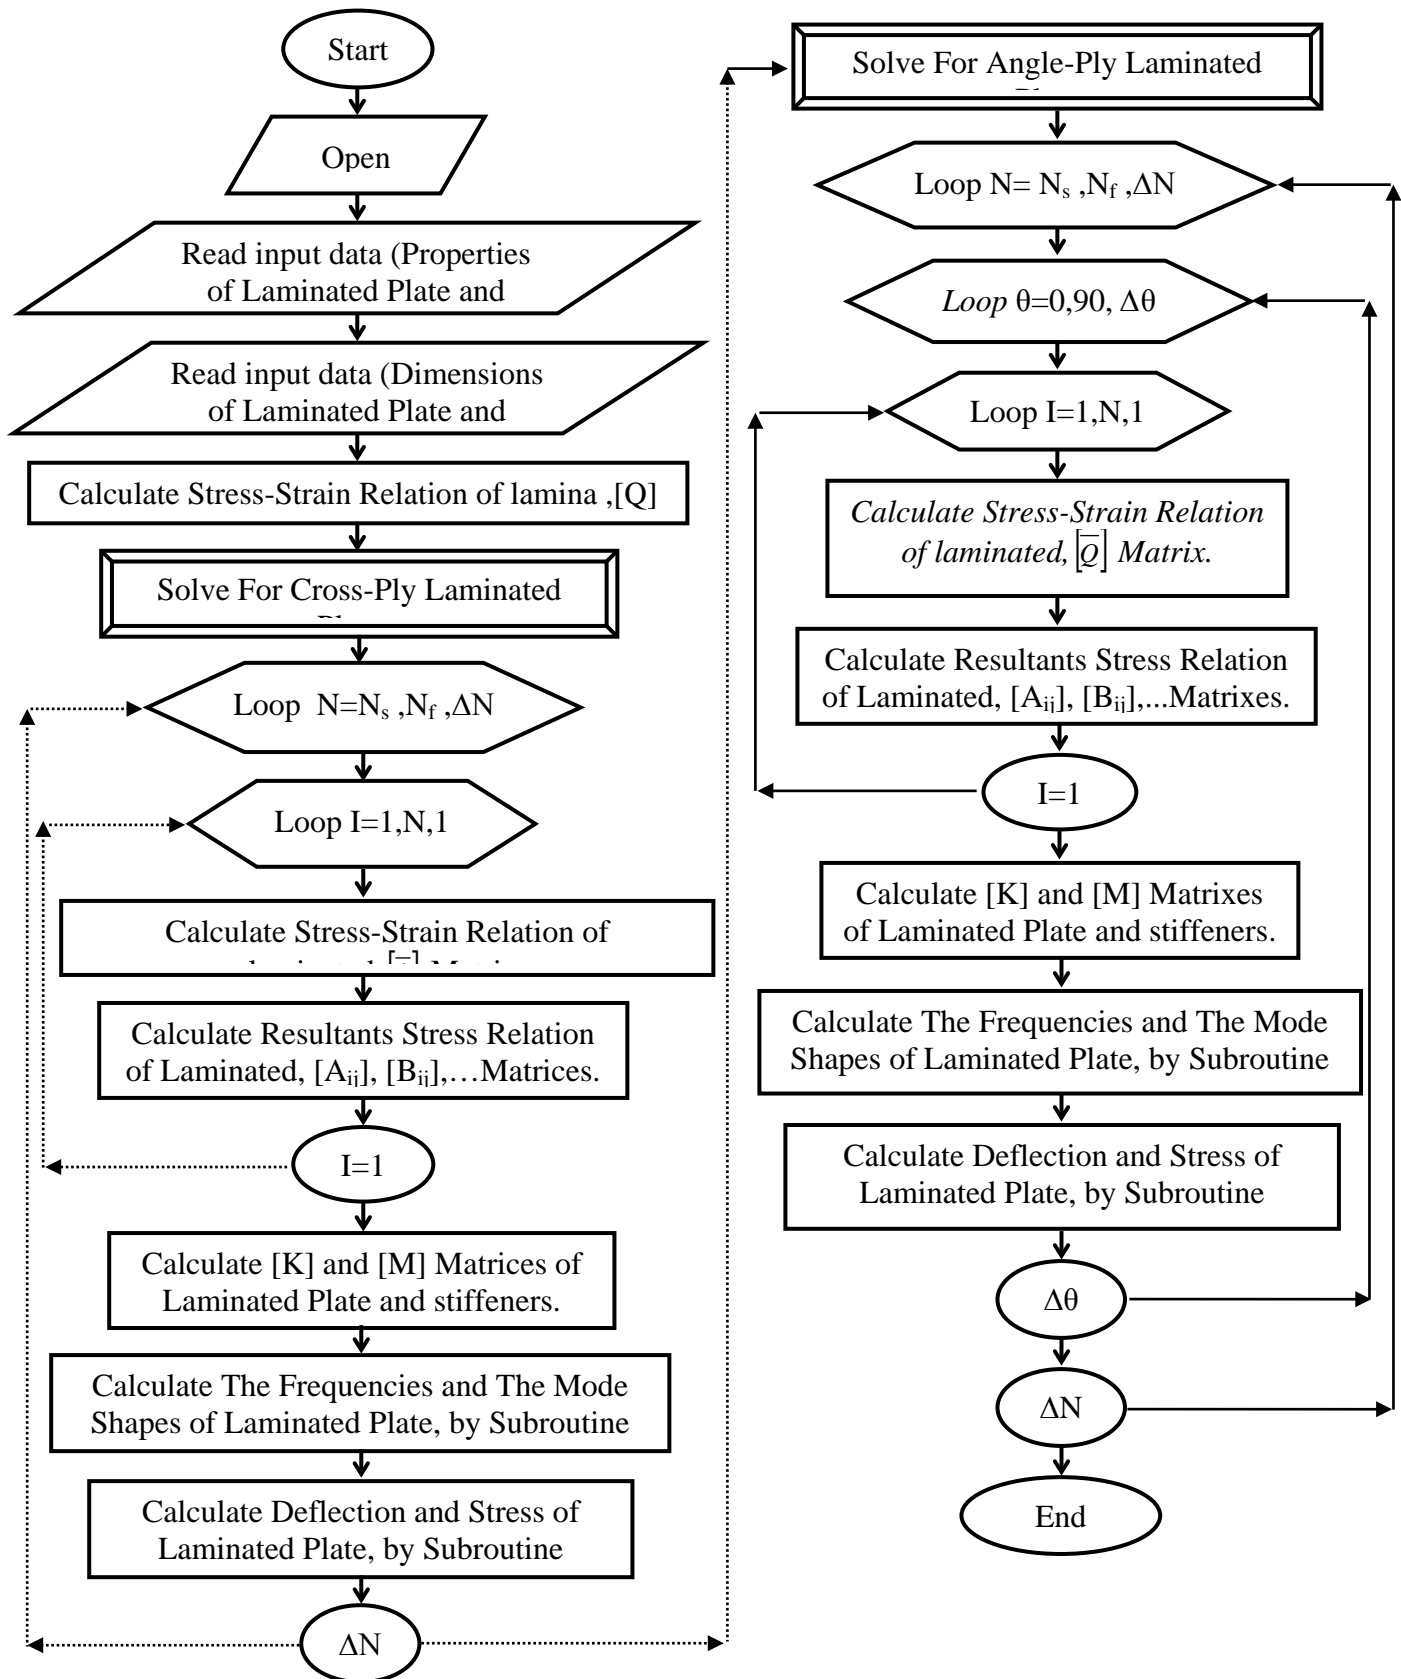 Start
Open
Read input data (Properties
of Laminated Plate and
Read input data (Dimensions
of Laminated Plate and
Calculate Stress-Strain Relation of lamina ,[Q]
Solve For Cross-Ply Laminated
Loop N=Ns ,Nf ,ΔN
Loop I=1,N,1
Calculate Stress-Strain Relation of
Calculate Resultants Stress Relation
of Laminated, [Aij], [Bij],…Matrices.
I=1
Calculate [K] and [M] Matrices of
Laminated Plate and stiffeners.
Calculate The Frequencies and The Mode
Shapes of Laminated Plate, by Subroutine
Calculate Deflection and Stress of
Laminated Plate, by Subroutine
ΔN
Solve For Angle-Ply Laminated
Loop N= Ns ,Nf ,ΔN
Loop θ=0,90, Δθ
Loop I=1,N,1
Calculate Stress-Strain Relation
of laminated, [Q̅] Matrix.
Calculate Resultants Stress Relation
of Laminated, [Aij], [Bij],...Matrixes.
I=1
Calculate [K] and [M] Matrixes
of Laminated Plate and stiffeners.
Calculate The Frequencies and The Mode
Shapes of Laminated Plate, by Subroutine
Calculate Deflection and Stress of
Laminated Plate, by Subroutine
Δθ
ΔN
End